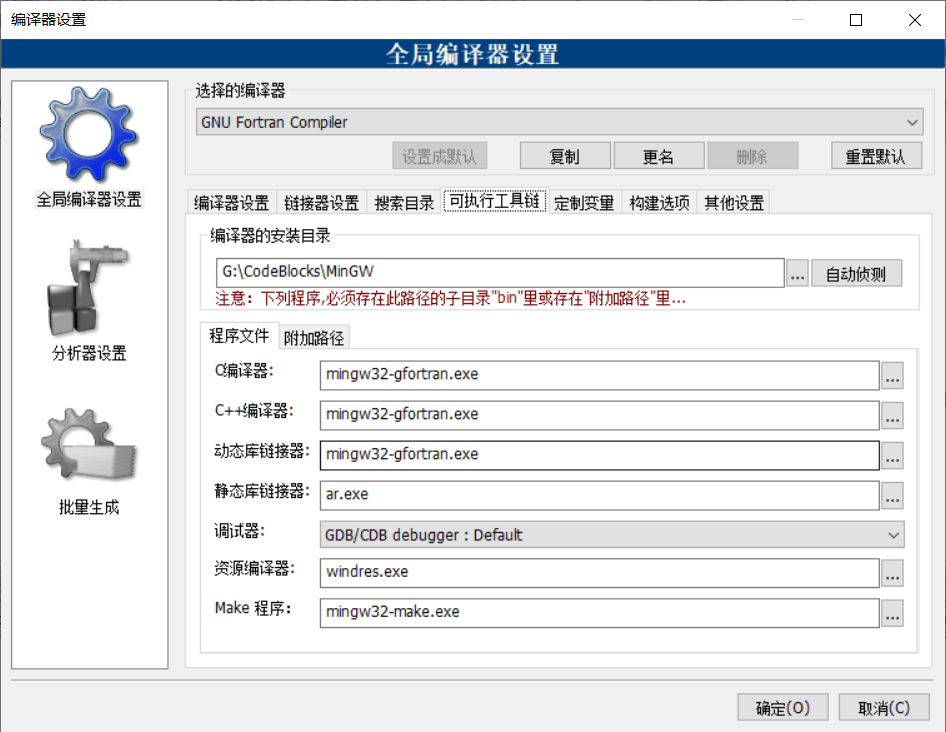 编译器设置
全局编译器设置
全局编译器设置
分析器设置
批量生成
选择的编译器
GNU Fortran Compiler
设置成默认 复制 更名 删除 重置默认
编译器设置 链接器设置 搜索目录 可执行工具链 定制变量 构建选项 其他设置
编译器的安装目录
G:\CodeBlocks\MinGW ... 自动侦测
注意：下列程序,必须存在此路径的子目录"bin"里或存在"附加路径"里...
程序文件 附加路径
C编译器: mingw32-gfortran.exe ...
C++编译器: mingw32-gfortran.exe ...
动态库链接器: mingw32-gfortran.exe ...
静态库链接器: ar.exe ...
调试器: GDB/CDB debugger : Default
资源编译器: windres.exe ...
Make 程序： mingw32-make.exe ...
确定(O) 取消(C)